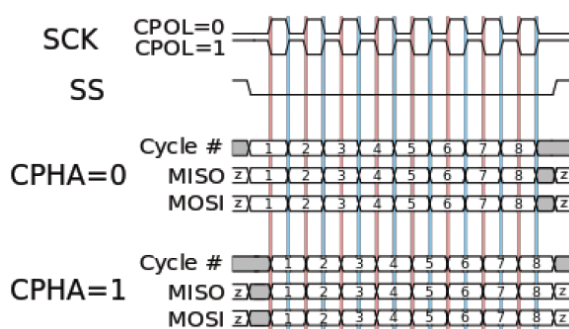 SCK CPOL=0
CPOL=1
SS
Cycle # 1 2 3 4 5 6 7 8
CPHA=0 MISO z 1 2 3 4 5 6 7 8 z
MOSI z 1 2 3 4 5 6 7 8 z
Cycle # 1 2 3 4 5 6 7 8
CPHA=1 MISO z 1 2 3 4 5 6 7 8 z
MOSI z 1 2 3 4 5 6 7 8 z